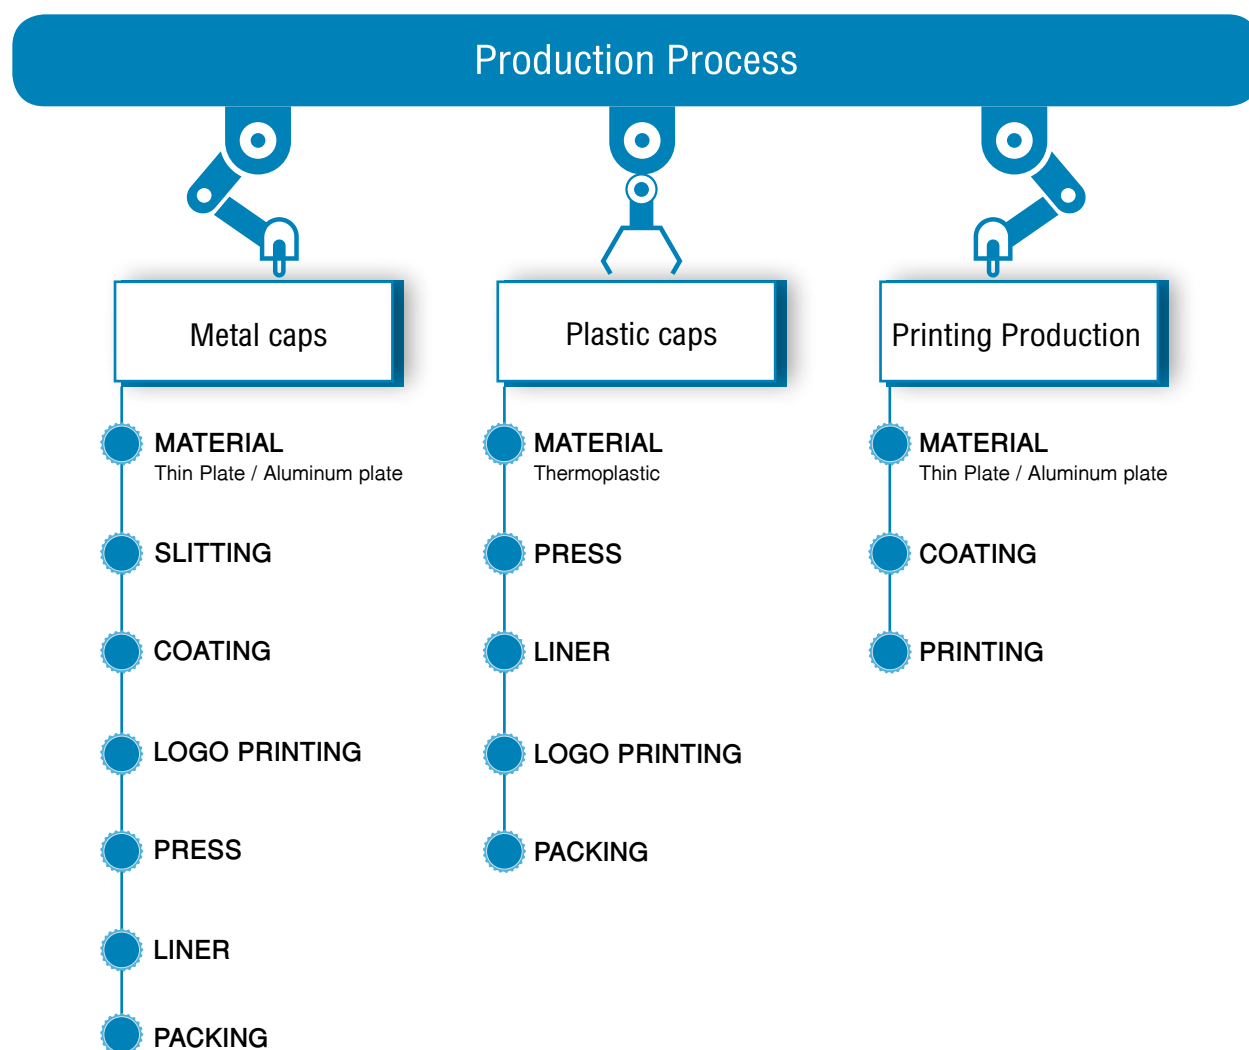 Production Process
Metal caps
MATERIAL
Thin Plate / Aluminum plate
SLITTING
COATING
LOGO PRINTING
PRESS
LINER
PACKING
Plastic caps
MATERIAL
Thermoplastic
PRESS
LINER
LOGO PRINTING
PACKING
Printing Production
MATERIAL
Thin Plate / Aluminum plate
COATING
PRINTING